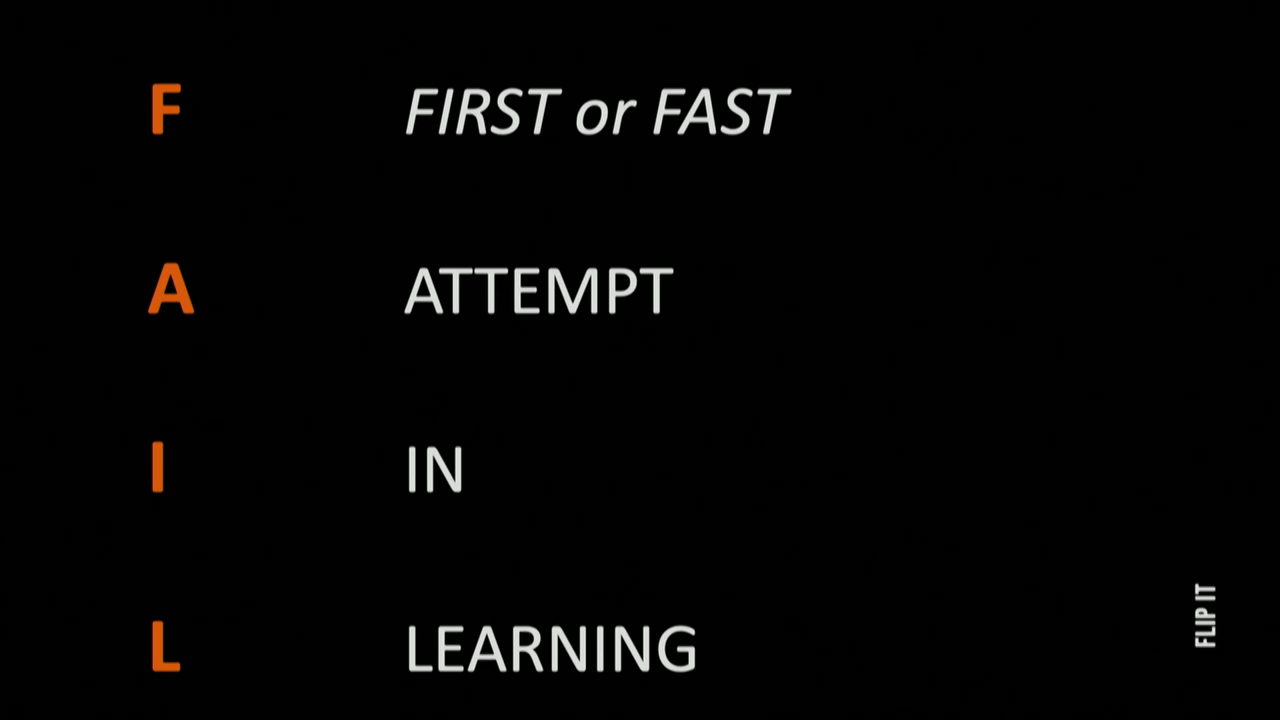 F FIRST or FAST
A ATTEMPT
I IN
L LEARNING
FLIP IT